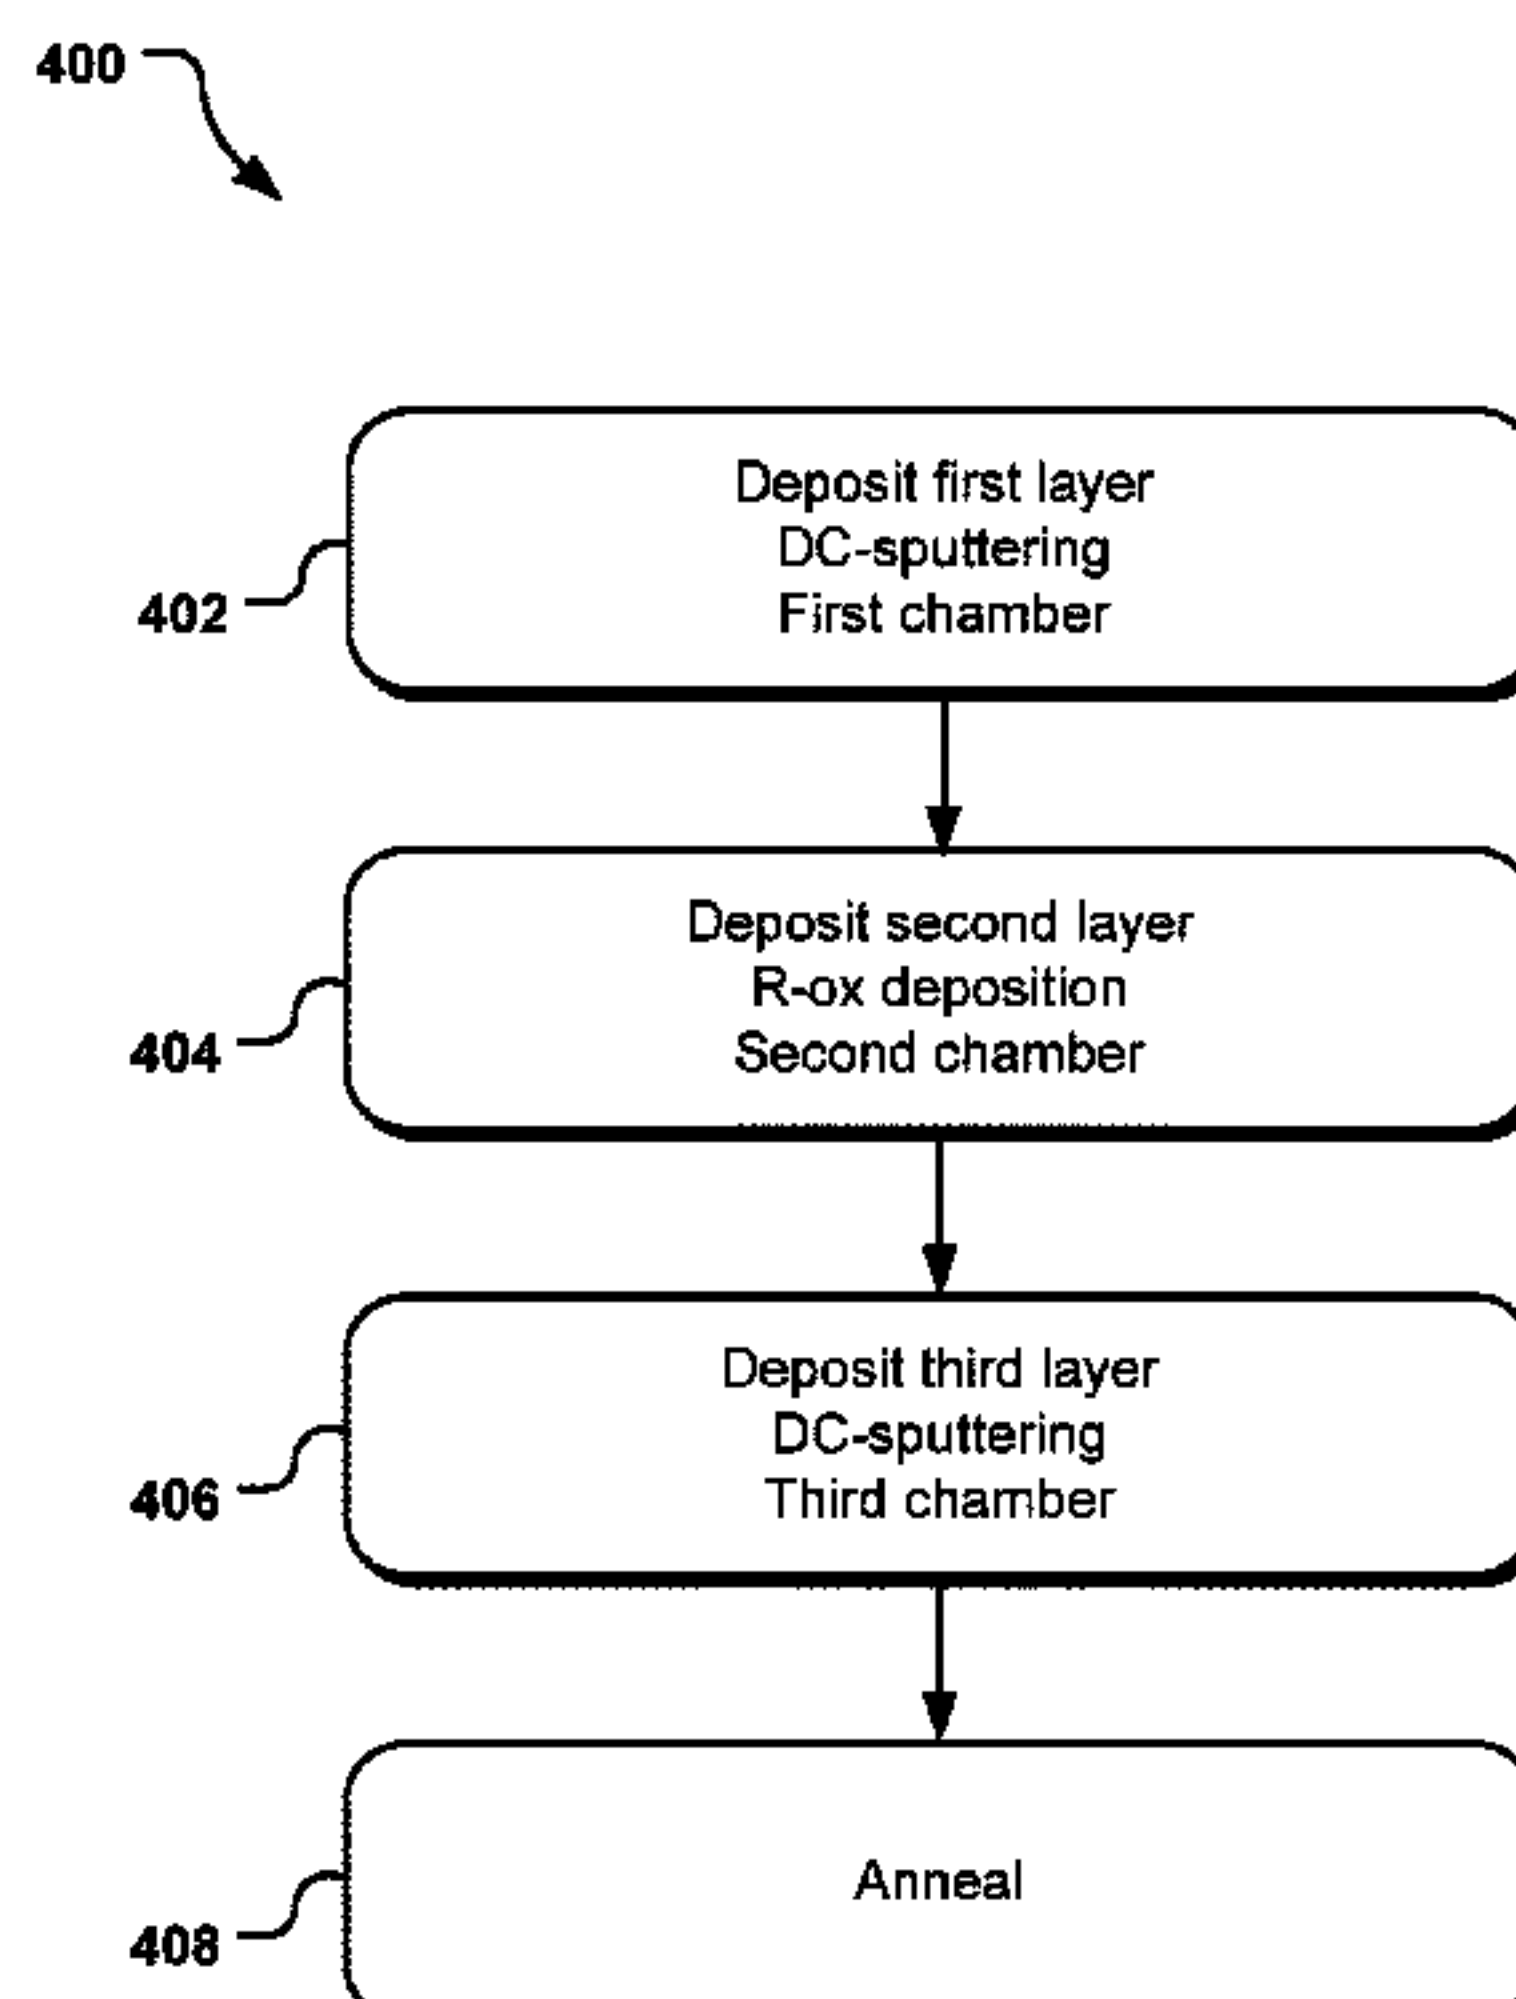 400
Deposit first layer
DC-sputtering
First chamber
402
Deposit second layer
R-ox deposition
Second chamber
404
Deposit third layer
DC-sputtering
Third chamber
406
Anneal
408